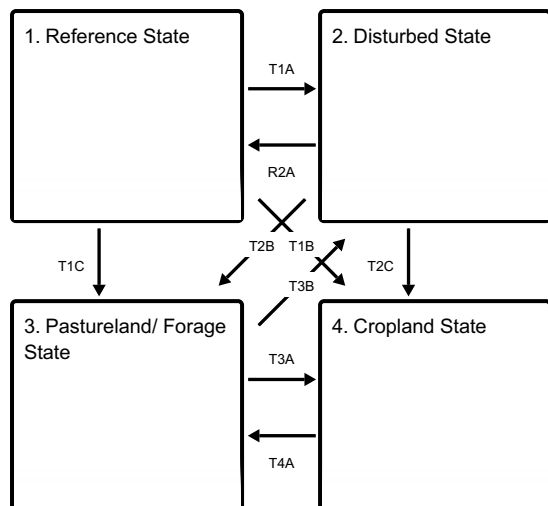 1. Reference State
2. Disturbed State
T1A
R2A
T2B
T1B
T1C
T2C
T3B
3. Pastureland/ Forage
State
4. Cropland State
T3A
T4A